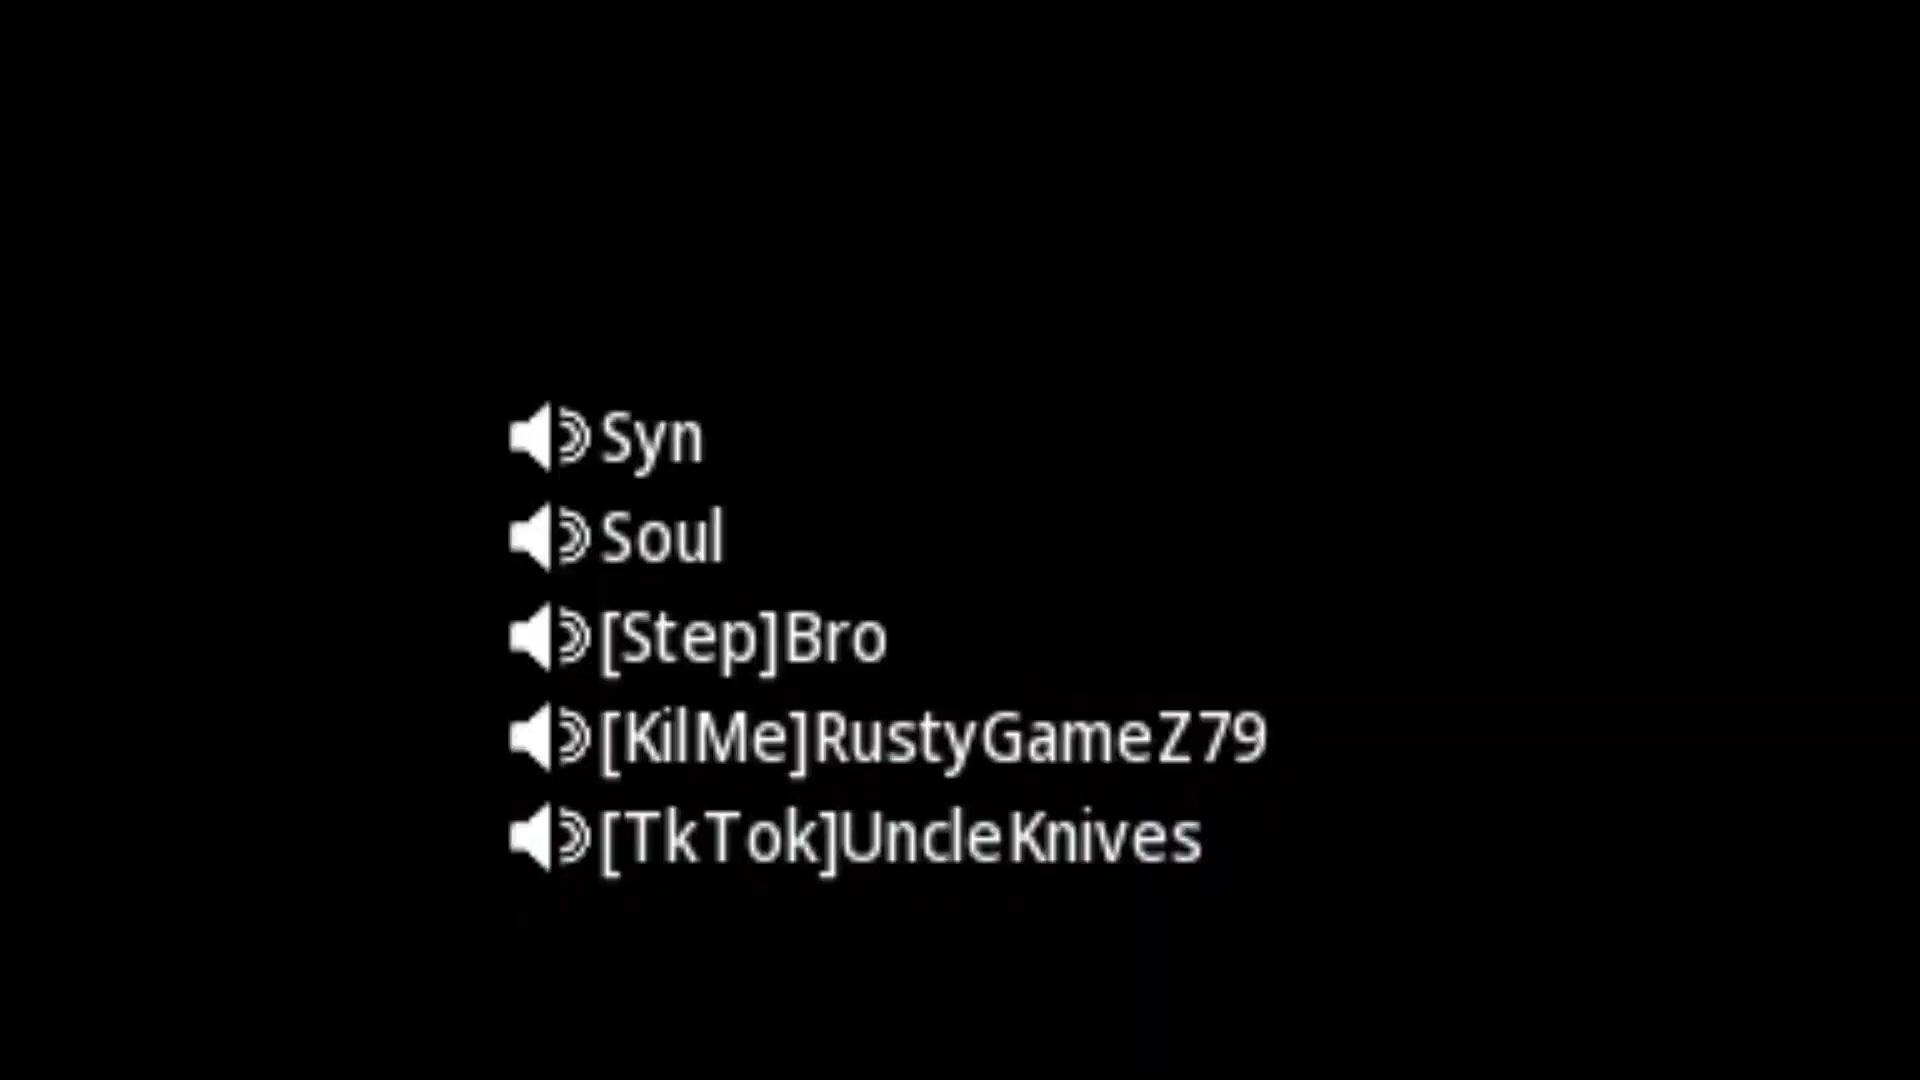 Syn
Soul
[Step]Bro
[KilMe]RustyGameZ79
[TkTok]UncleKnives